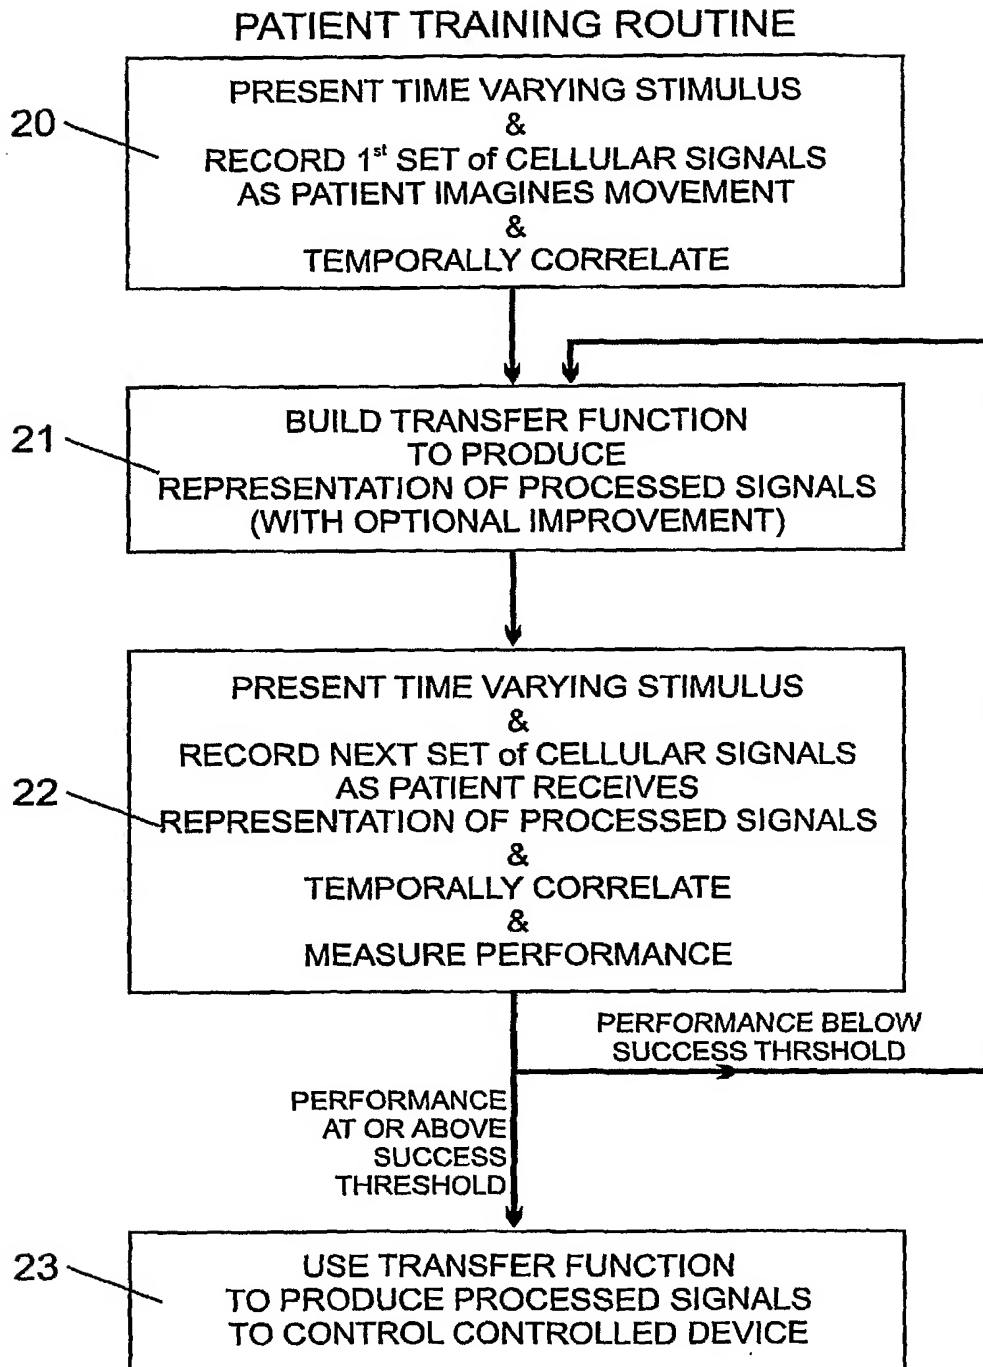 PATIENT TRAINING ROUTINE
20
PRESENT TIME VARYING STIMULUS
&
RECORD 1st SET of CELLULAR SIGNALS
AS PATIENT IMAGINES MOVEMENT
&
TEMPORALLY CORRELATE
21
BUILD TRANSFER FUNCTION
TO PRODUCE
REPRESENTATION OF PROCESSED SIGNALS
(WITH OPTIONAL IMPROVEMENT)
22
PRESENT TIME VARYING STIMULUS
&
RECORD NEXT SET of CELLULAR SIGNALS
AS PATIENT RECEIVES
REPRESENTATION OF PROCESSED SIGNALS
&
TEMPORALLY CORRELATE
&
MEASURE PERFORMANCE
PERFORMANCE BELOW
SUCCESS THRSHOLD
PERFORMANCE
AT OR ABOVE
SUCCESS
THRESHOLD
23
USE TRANSFER FUNCTION
TO PRODUCE PROCESSED SIGNALS
TO CONTROL CONTROLLED DEVICE